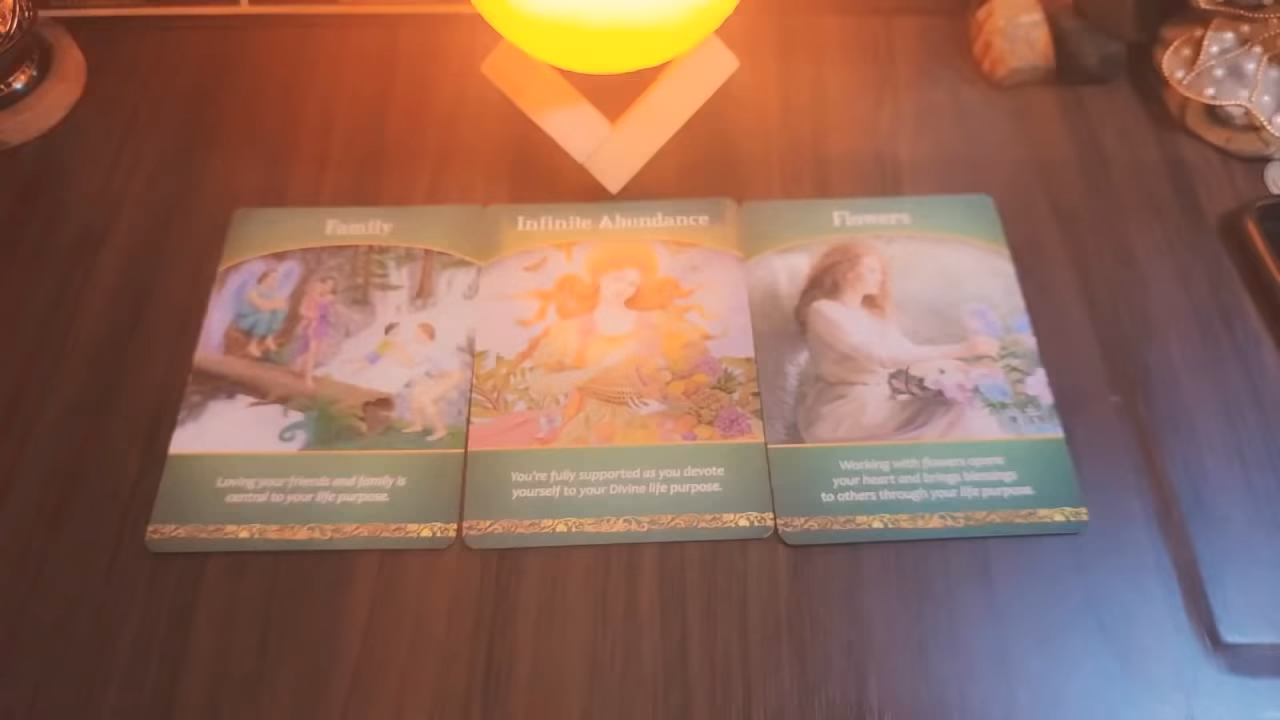 Family
Loving your friends and family is
central to your life purpose.
Infinite Abundance
You're fully supported as you devote
yourself to your Divine life purpose.
Flowers
Working with flowers opens
your heart and brings blessings
to others through your life purpose.